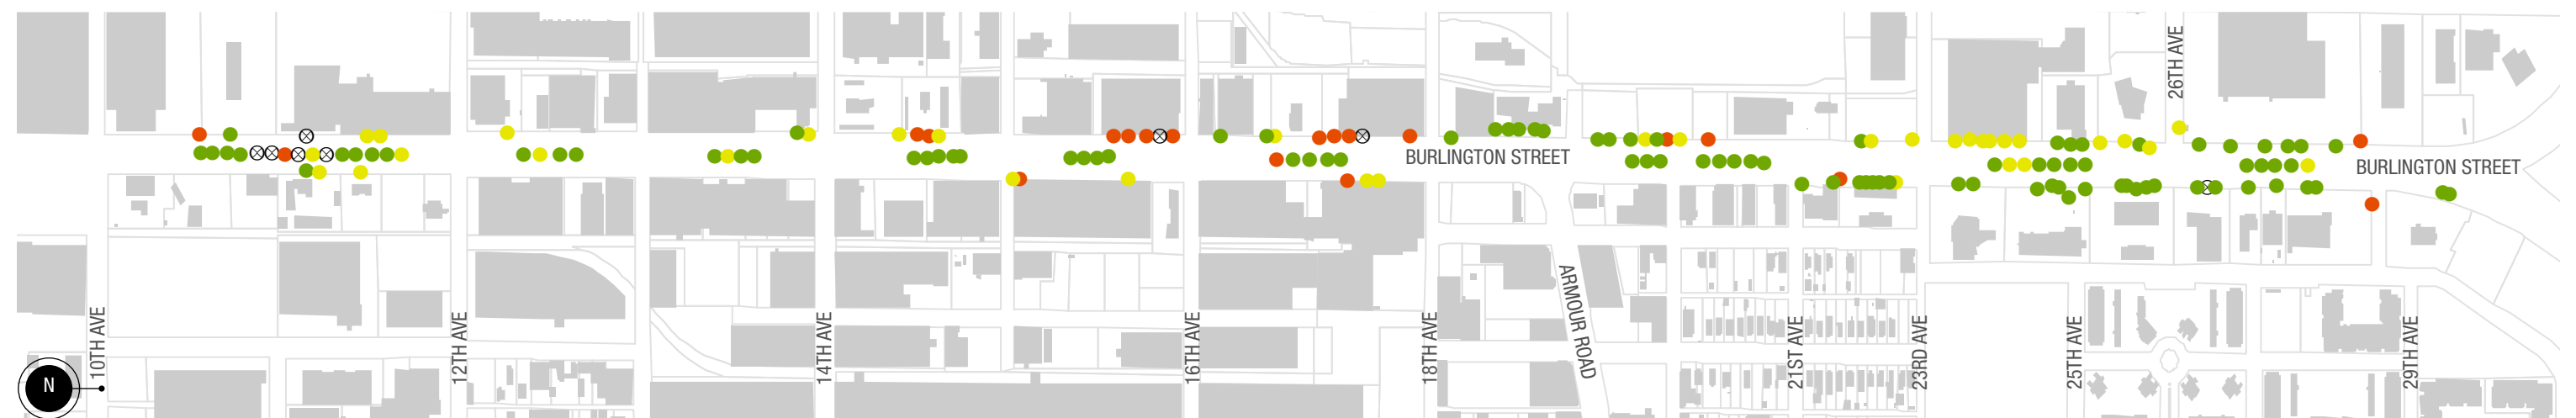 26TH AVE
BURLINGTON STREET
BURLINGTON STREET
10TH AVE
12TH AVE
14TH AVE
16TH AVE
18TH AVE
ARMOUR ROAD
21ST AVE
23RD AVE
25TH AVE
29TH AVE
N